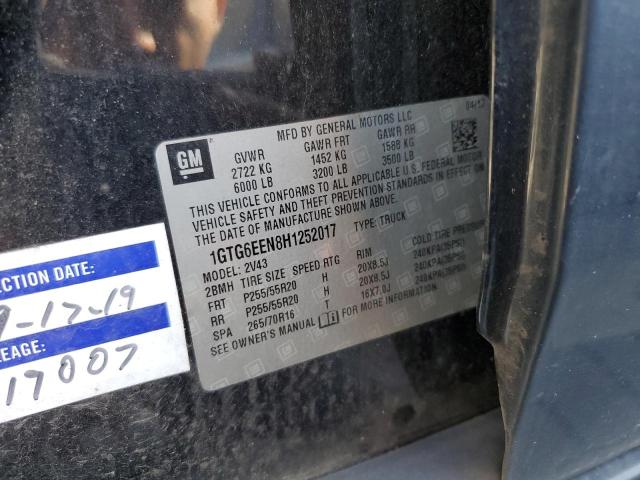 MFD BY GENERAL MOTORS LLC 04/17
GM
GVWR GAWR FRT GAWR RR
2722 KG 1452 KG 1588 KG
6000 LB 3200 LB 3500 LB
THIS VEHICLE CONFORMS TO ALL APPLICABLE U.S. FEDERAL MOTOR
VEHICLE SAFETY AND THEFT PREVENTION STANDARDS IN EFFECT ON
THE DATE OF MANUFACTURE SHOWN ABOVE.
1GTG6EEN8H1252017 TYPE: TRUCK
MODEL: 2V43
2BMH TIRE SIZE SPEED RTG RIM COLD TIRE PRESSURE
FRT P255/55R20 H 20X8.5J 240KPA(35PSI)
RR P255/55R20 H 20X8.5J 240KPA(35PSI)
SPA 265/70R16 T 16X7.0J 240KPA(35PSI)
SEE OWNER'S MANUAL FOR MORE INFORMATION
ECTION DATE:
-17-19
LEAGE:
17007